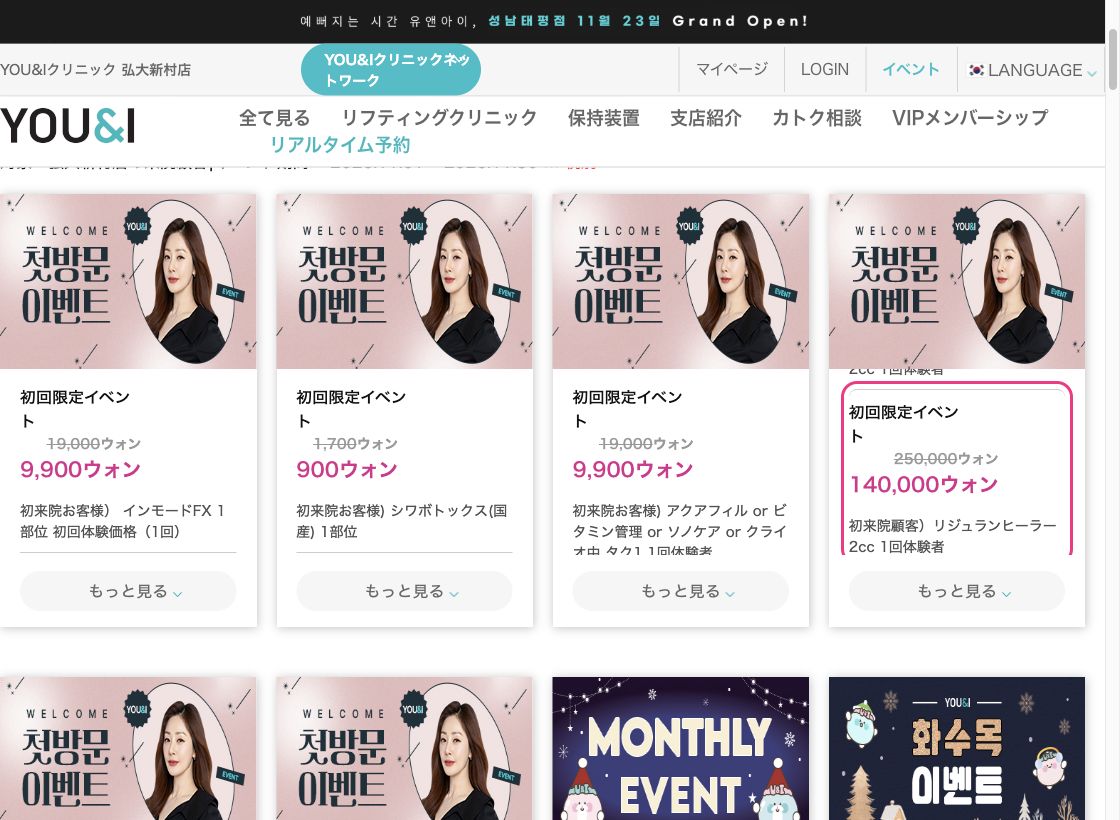 예뻐지는 시간 유앤아이, 성남태평점 11월 23일 Grand Open!
YOU&Iクリニック 弘大新村店
YOU&Iクリニックネッ
トワーク
マイページ
LOGIN
イベント
LANGUAGE
YOU&I
全て見る
リフティングクリニック
保持装置
支店紹介
カトク相談
VIPメンバーシップ
リアルタイム予約
WELCOME
첫방문
이벤트
YOU&I
EVENT
WELCOME
첫방문
이벤트
YOU&I
EVENT
WELCOME
첫방문
이벤트
YOU&I
EVENT
WELCOME
첫방문
이벤트
YOU&I
EVENT
初回限定イベン
ト
19,000ウォン
9,900ウォン
初来院お客様） インモードFX 1
部位 初回体験価格（1回）
もっと見る
初回限定イベン
ト
1,700ウォン
900ウォン
初来院お客様) シワボトックス(国
産) 1部位
もっと見る
初回限定イベン
ト
19,000ウォン
9,900ウォン
初来院お客様) アクアフィル or ビ
タミン管理 or ソノケア or クライ
オ中 タク1 1回体験者
もっと見る
2cc 1回体験者
初回限定イベン
ト
250,000ウォン
140,000ウォン
初来院顧客）リジュランヒーラー
2cc 1回体験者
もっと見る
WELCOME
첫방문
이벤트
YOU&I
EVENT
WELCOME
첫방문
이벤트
YOU&I
EVENT
MONTHLY
EVENT
YOU&I
화수목
이벤트